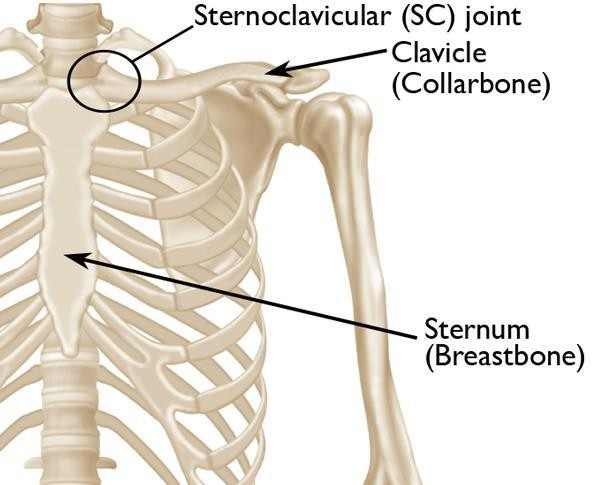 Sternoclavicular (SC) joint
Clavicle
(Collarbone)
Sternum
(Breastbone)